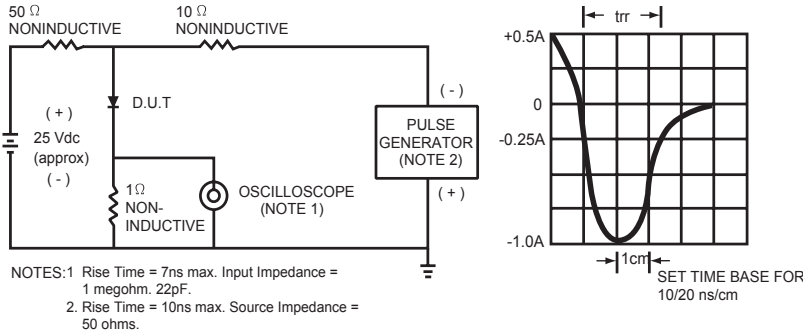 50 Ω
NONINDUCTIVE
10 Ω
NONINDUCTIVE
( + )
25 Vdc
(approx)
( - )
D.U.T
1Ω
NON-
INDUCTIVE
OSCILLOSCOPE
(NOTE 1)
( - )
PULSE
GENERATOR
(NOTE 2)
( + )
NOTES:1 Rise Time = 7ns max. Input Impedance =
1 megohm. 22pF.
2. Rise Time = 10ns max. Source Impedance =
50 ohms.
trr
+0.5A
0
-0.25A
-1.0A
1cm
SET TIME BASE FOR
10/20 ns/cm